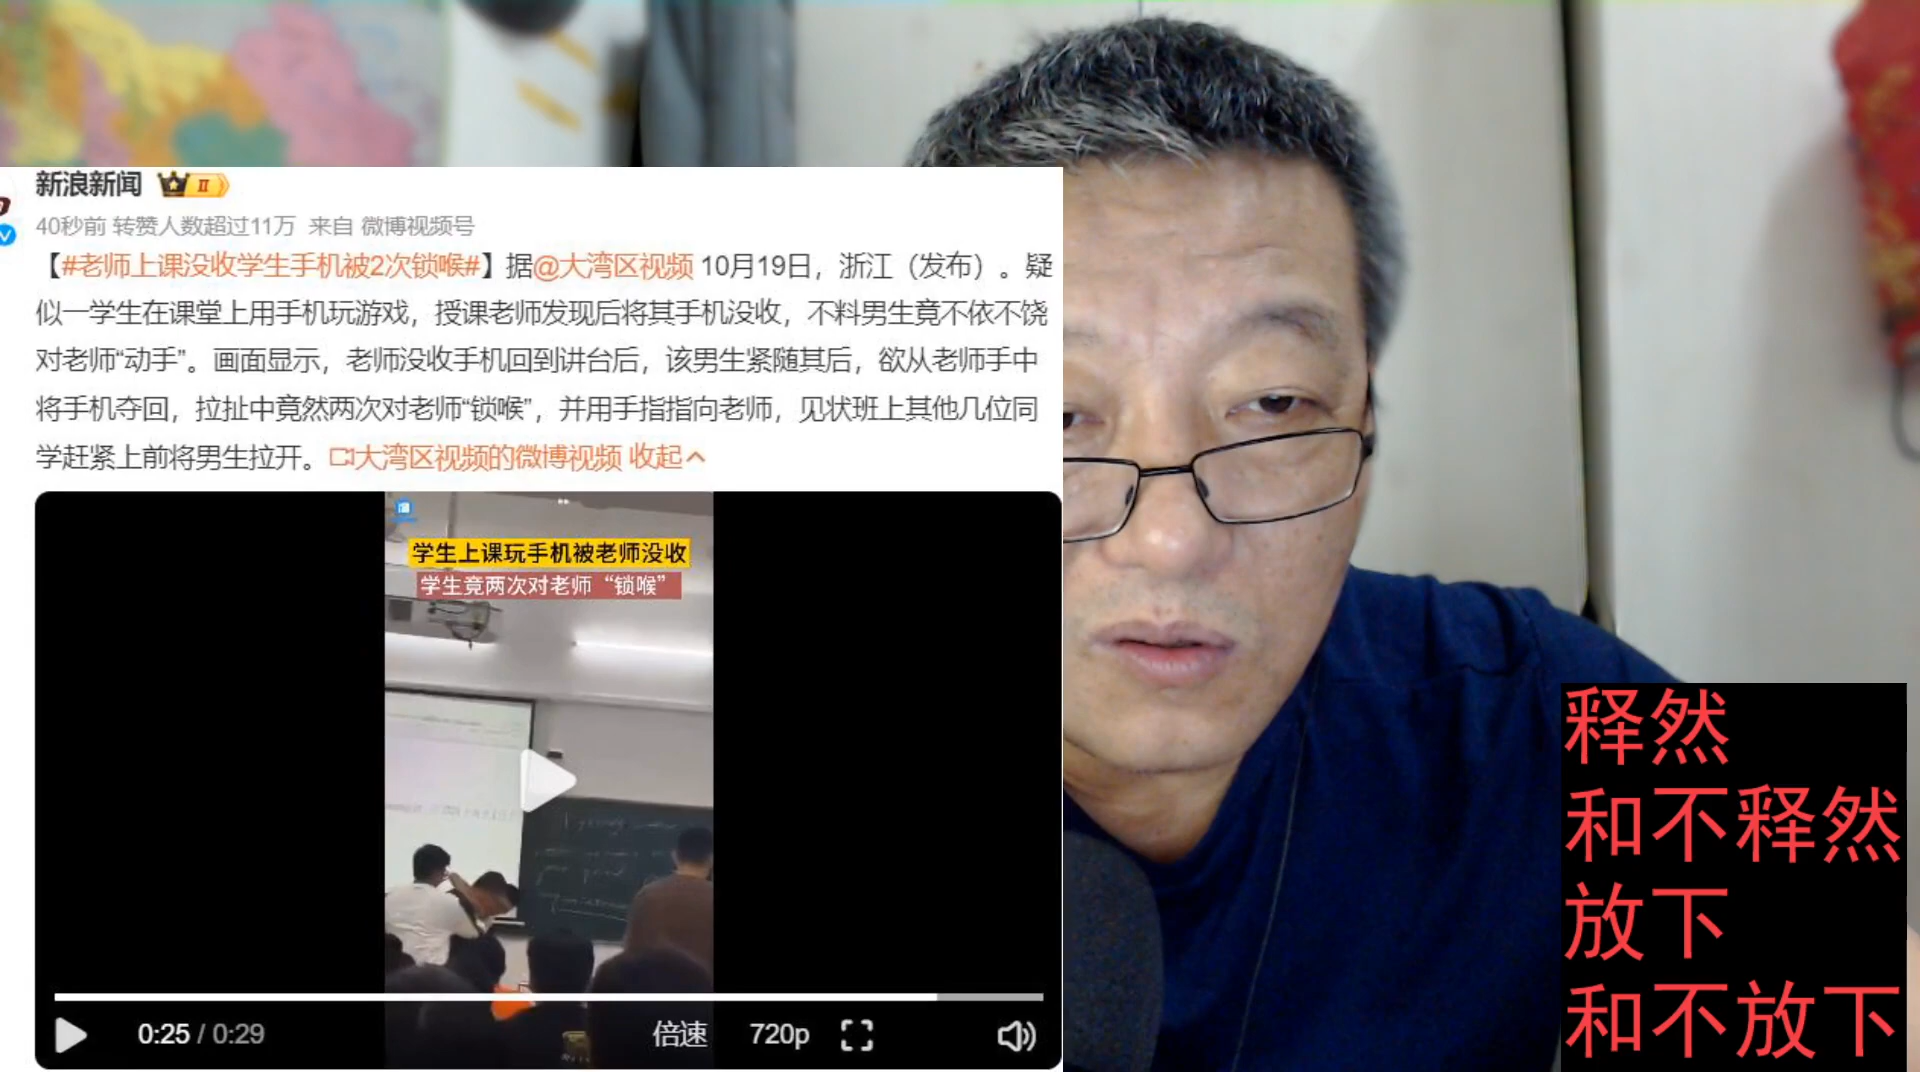 新浪新闻 II
40秒前 转赞人数超过11万 来自 微博视频号
【#老师上课没收学生手机被2次锁喉#】据@大湾区视频 10月19日，浙江（发布）。疑
似一学生在课堂上用手机玩游戏，授课老师发现后将其手机没收，不料男生竟不依不饶
对老师“动手”。画面显示，老师没收手机回到讲台后，该男生紧随其后，欲从老师手中
将手机夺回，拉扯中竟然两次对老师“锁喉”，并用手指指向老师，见状班上其他几位同
学赶紧上前将男生拉开。大湾区视频的微博视频 收起
学生上课玩手机被老师没收
学生竟两次对老师“锁喉”
0:25 / 0:29
倍速
720p
释然
和不释然
放下
和不放下